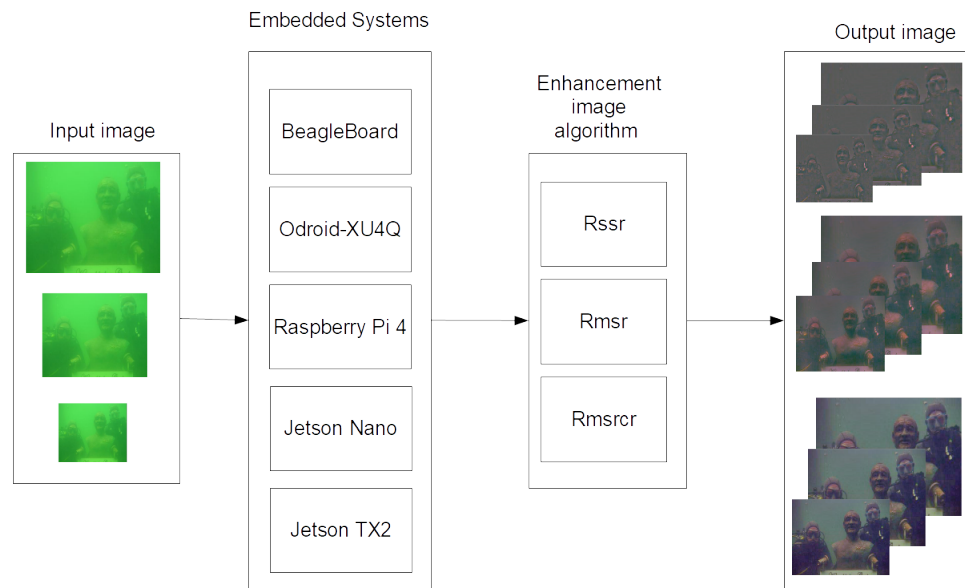 Input image
Embedded Systems
BeagleBoard
Odroid-XU4Q
Raspberry Pi 4
Jetson Nano
Jetson TX2
Enhancement
image
algorithm
Rssr
Rmsr
Rmsrcr
Output image